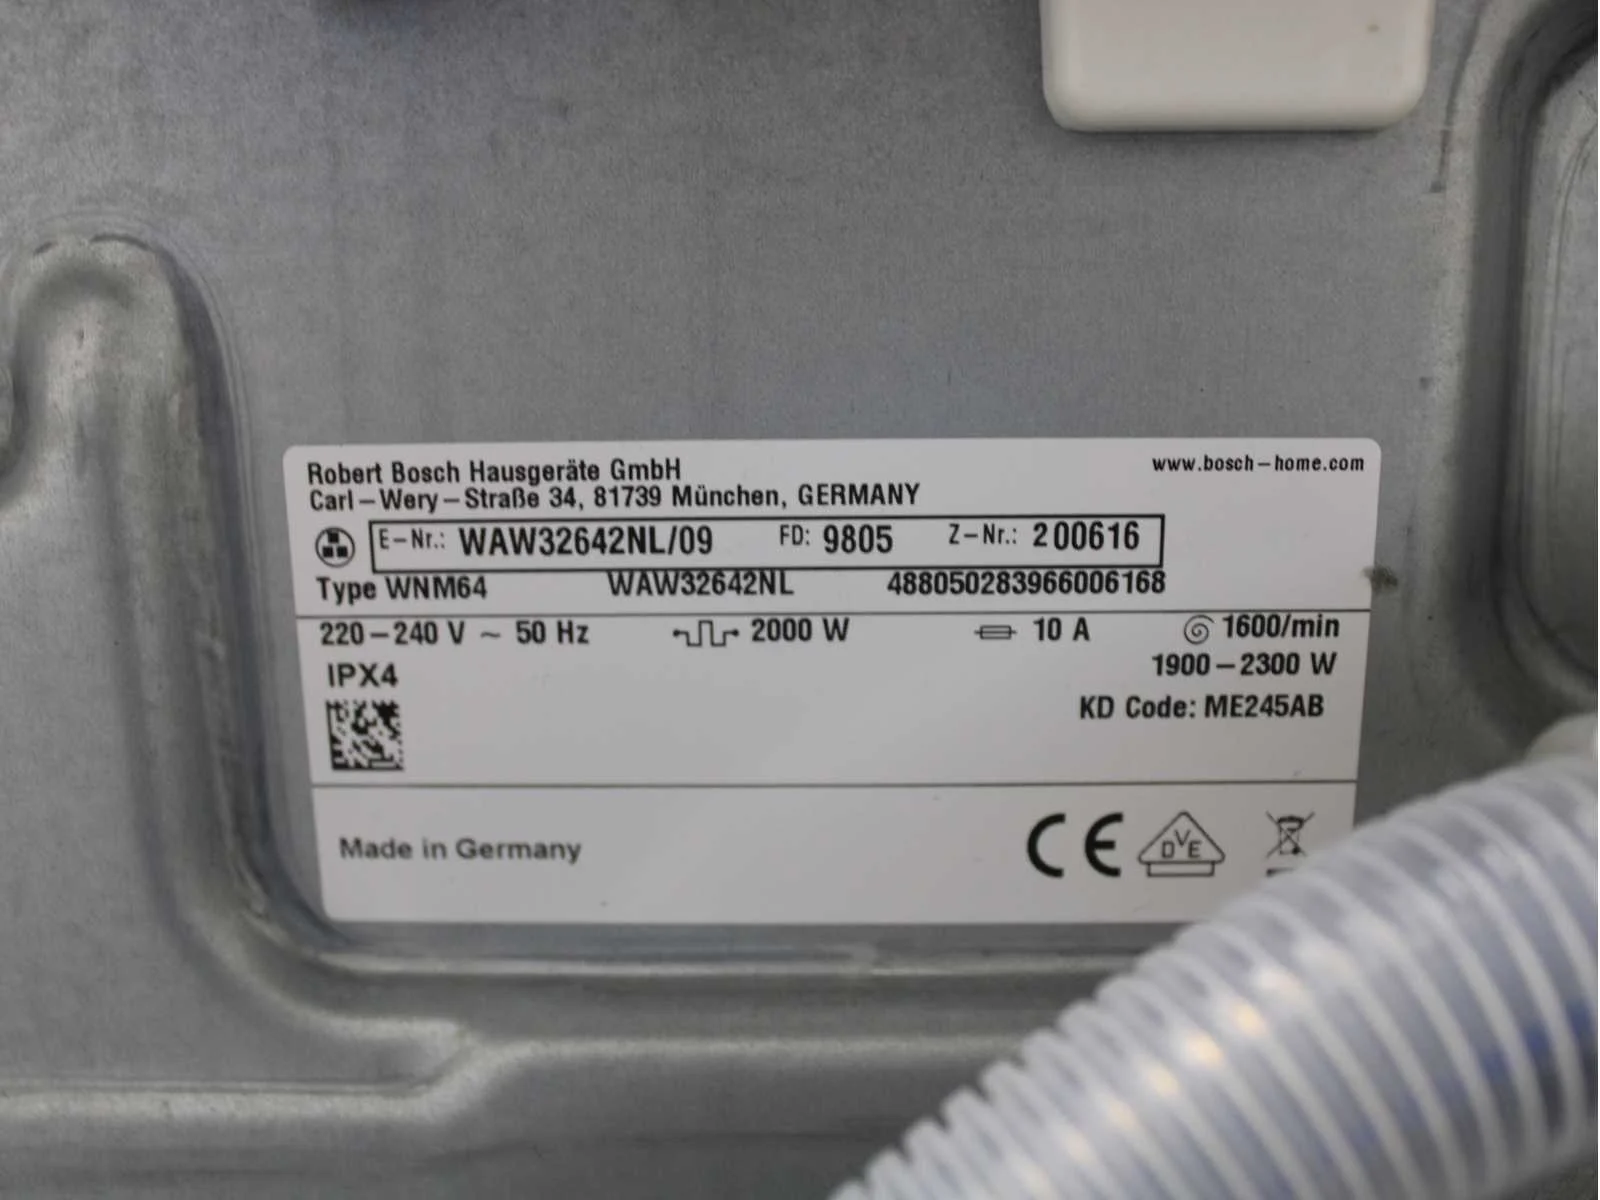 Robert Bosch Hausgeräte GmbH
www.bosch-home.com
Carl-Wery-Straße 34, 81739 München, GERMANY
E-Nr.: WAW32642NL/09 FD: 9805 Z-Nr.: 200616
Type WNM64 WAW32642NL 488050283966006168
220-240 V ~ 50 Hz 2000 W 10 A 1600/min
IPX4 1900-2300 W
KD Code: ME245AB
Made in Germany CE DVE